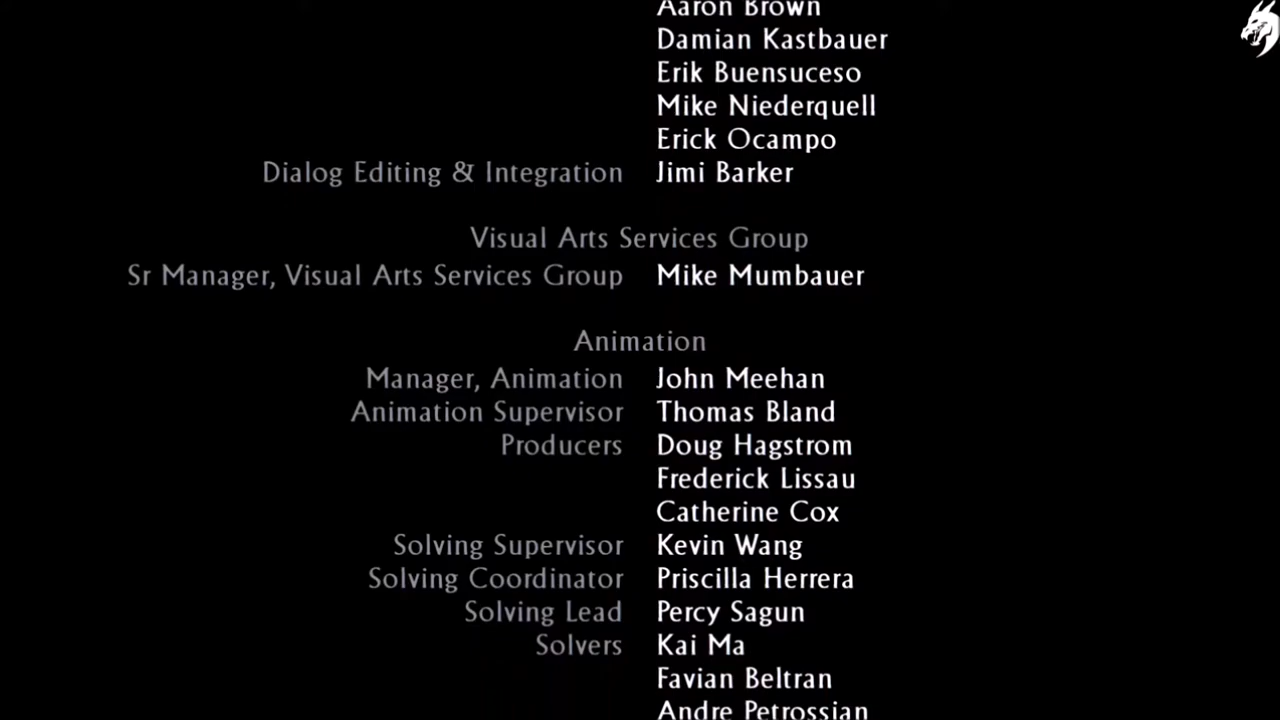 Aaron Brown
Damian Kastbauer
Erik Buensuceso
Mike Niederquell
Erick Ocampo
Dialog Editing & Integration Jimi Barker
Visual Arts Services Group
Sr Manager, Visual Arts Services Group Mike Mumbauer
Animation
Manager, Animation John Meehan
Animation Supervisor Thomas Bland
Producers Doug Hagstrom
Frederick Lissau
Catherine Cox
Solving Supervisor Kevin Wang
Solving Coordinator Priscilla Herrera
Solving Lead Percy Sagun
Solvers Kai Ma
Favian Beltran
Andre Petrossian